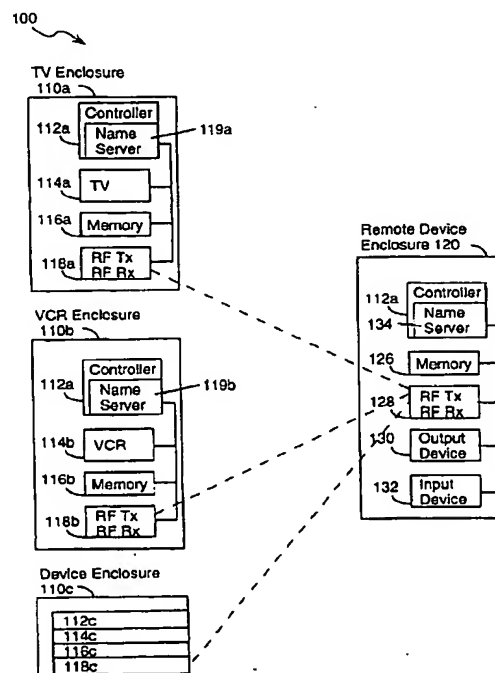 100
TV Enclosure
110a
Controller
112a
Name
Server
119a
114a
TV
116a
Memory
118a
RF Tx
RF Rx
VCR Enclosure
110b
Controller
112a
Name
Server
119b
114b
VCR
116b
Memory
118b
RF Tx
RF Rx
Device Enclosure
110c
112c
114c
116c
118c
Remote Device
Enclosure 120
112a
Controller
Name
134
Server
126
Memory
128
RF Tx
RF Rx
130
Output
Device
132
Input
Device